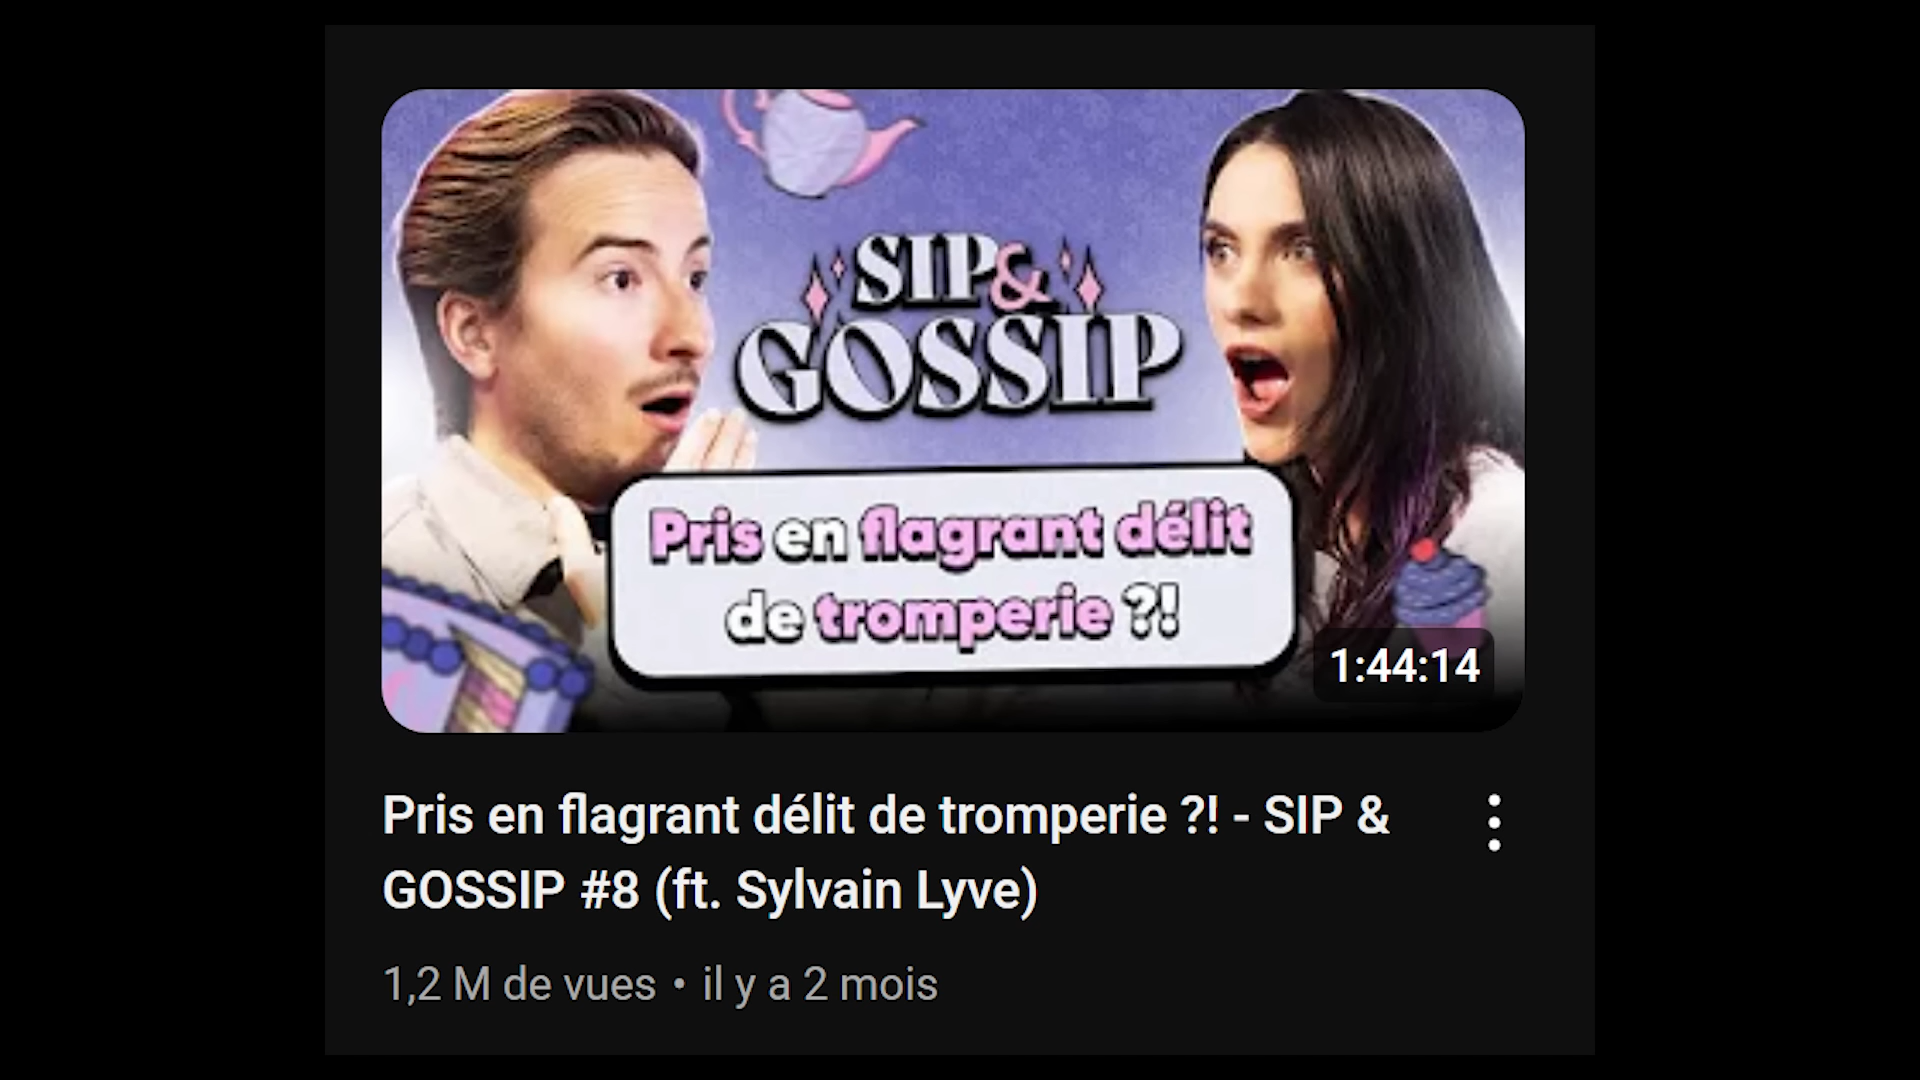 SIP &
GOSSIP
Pris en flagrant délit
de tromperie ?!
1:44:14
Pris en flagrant délit de tromperie ?! - SIP &
GOSSIP #8 (ft. Sylvain Lyve)
1,2 M de vues • il y a 2 mois